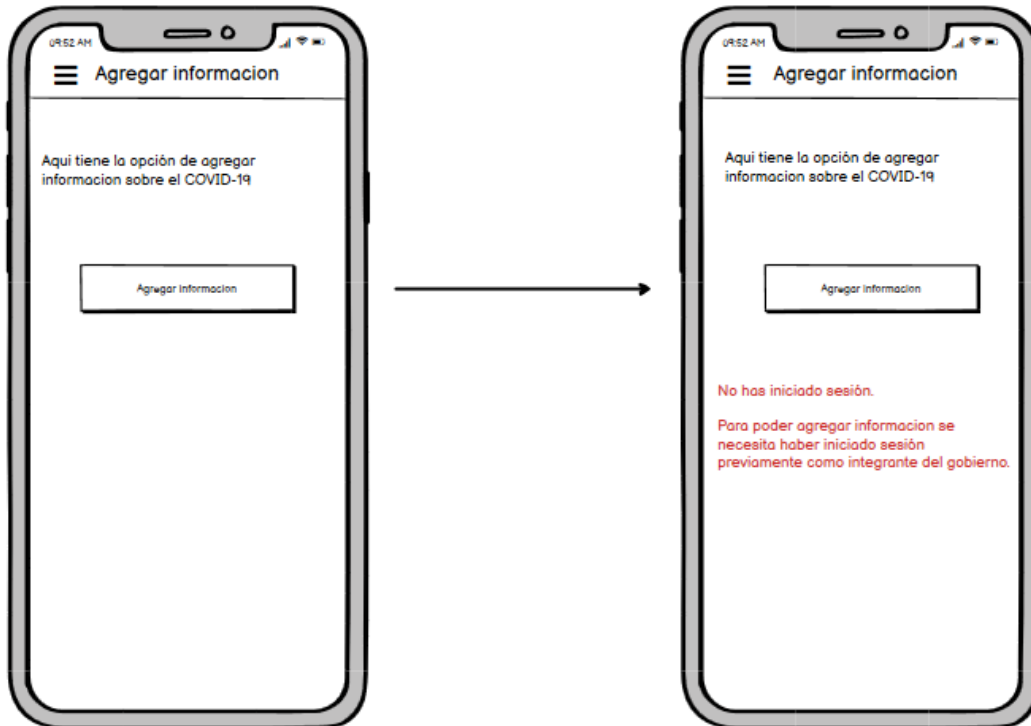 09:52 AM
Agregar informacion
Aqui tiene la opción de agregar
informacion sobre el COVID-19
Agregar informacion
09:52 AM
Agregar informacion
Aqui tiene la opción de agregar
informacion sobre el COVID-19
Agregar informacion
No has iniciado sesión.
Para poder agregar informacion se
necesita haber iniciado sesión
previamente como integrante del gobierno.